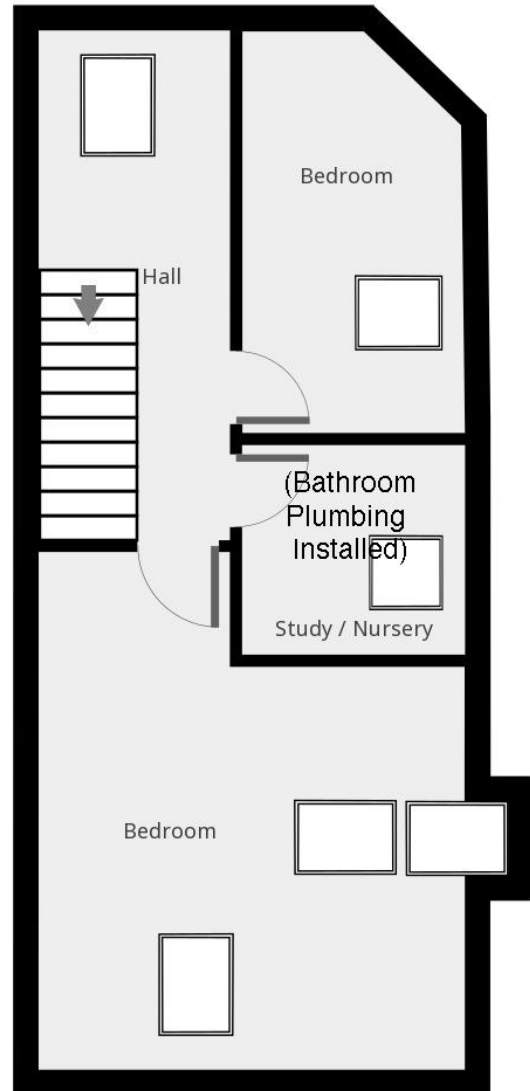 Bedroom
Hall
(Bathroom
Plumbing
Installed)
Study / Nursery
Bedroom